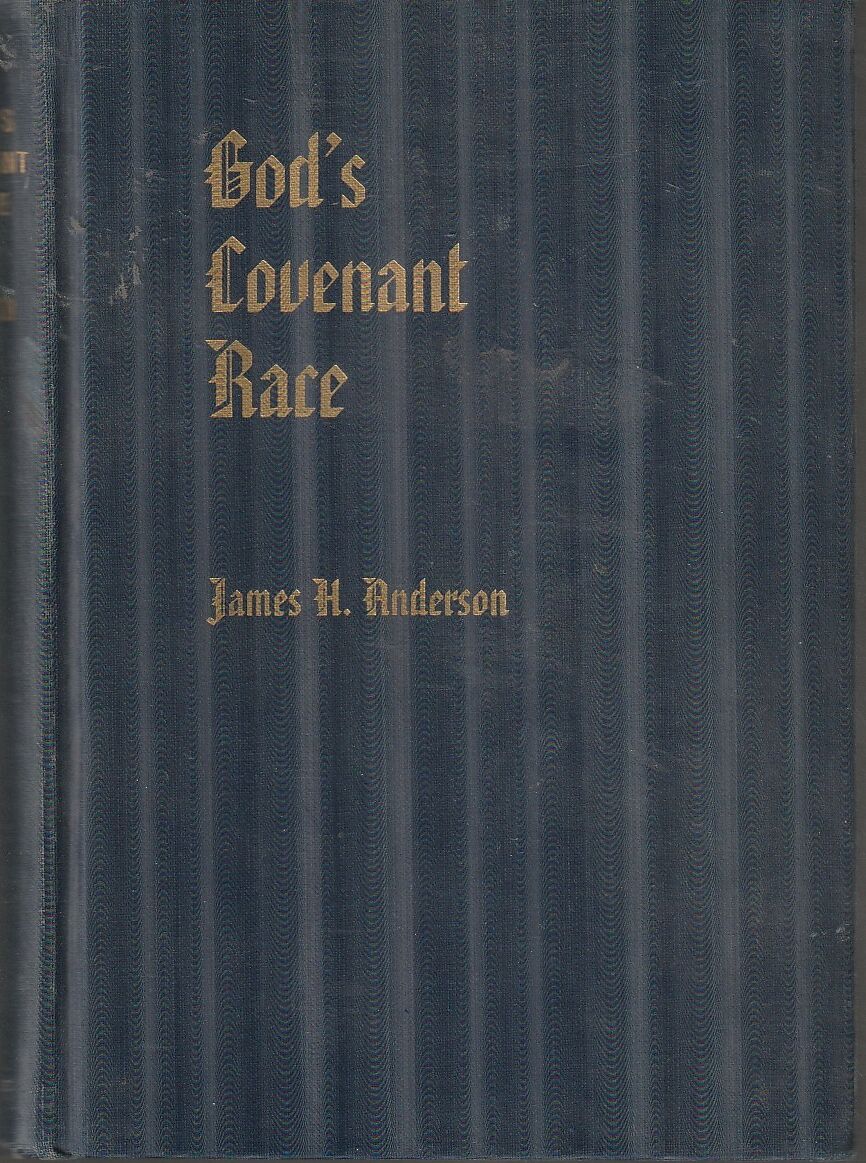 God's
Covenant
Race
James H. Anderson